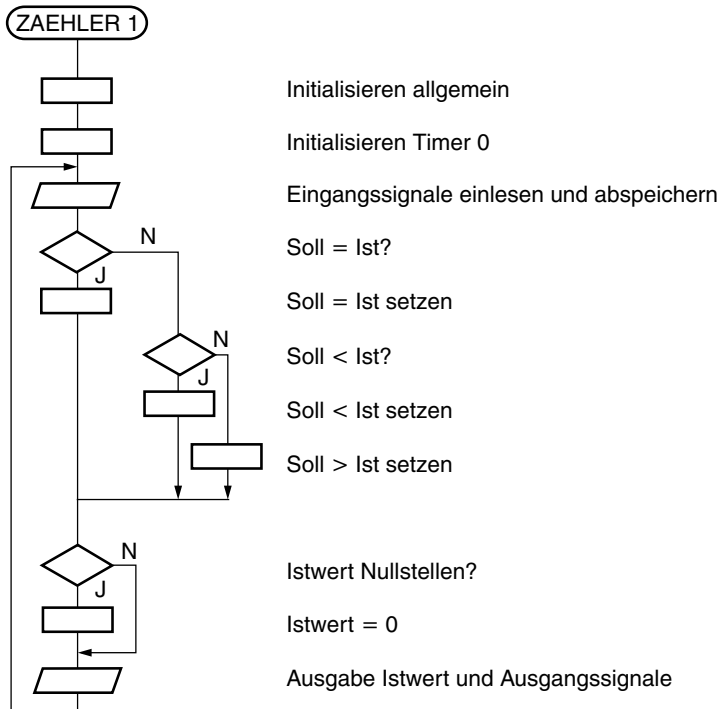 ZAEHLER 1
Initialisieren allgemein
Initialisieren Timer 0
Eingangssignale einlesen und abspeichern
N
Soll = Ist?
J
Soll = Ist setzen
N
Soll < Ist?
J
Soll < Ist setzen
Soll > Ist setzen
N
Istwert Nullstellen?
J
Istwert = 0
Ausgabe Istwert und Ausgangssignale